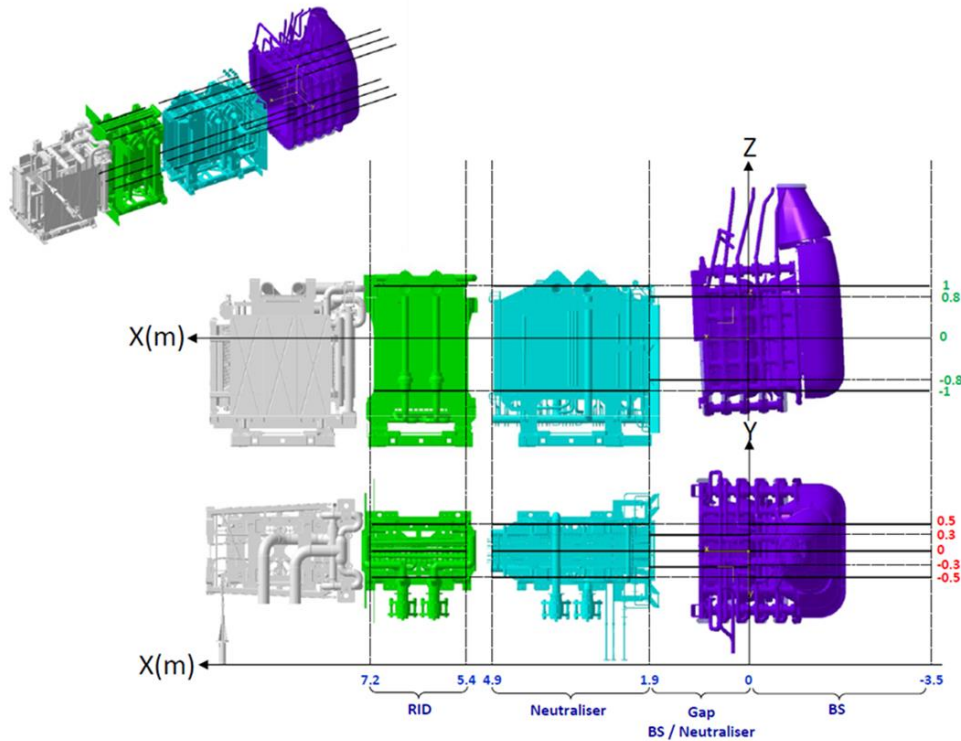 Z
1
0.8
X(m)
0
-0.8
-1
Y
0.5
0.3
0
-0.3
-0.5
X(m)
7.2 5.4 4.9 1.9 0 -3.5
RID Neutraliser Gap BS
BS / Neutraliser